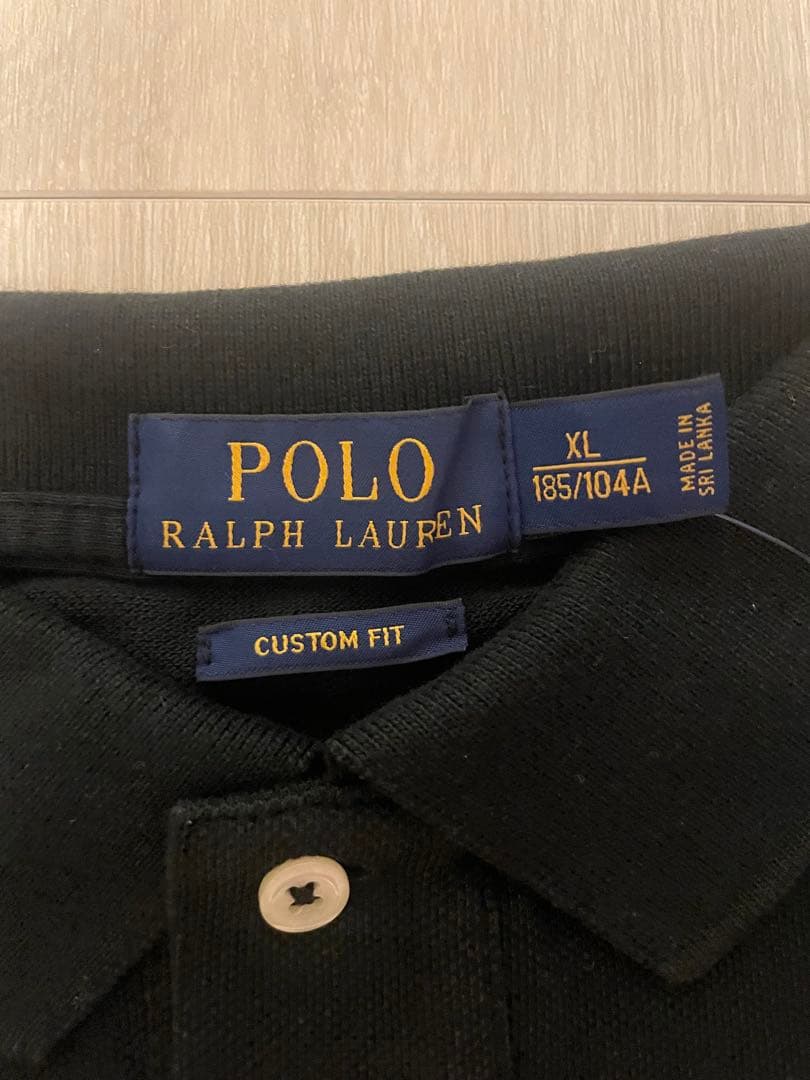 POLO
RALPH LAUREN
XL
185/104A
MADE IN
SRI LANKA
CUSTOM FIT